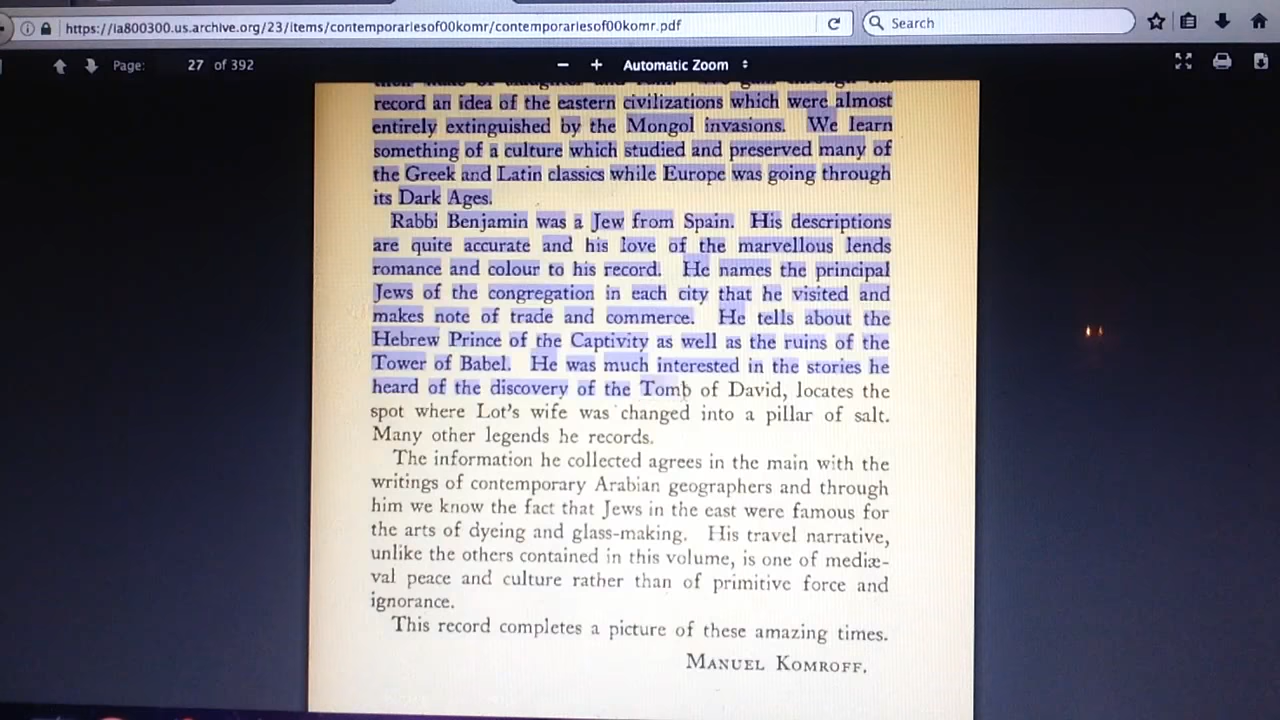 https://ia800300.us.archive.org/23/items/contemporariesof00komr/contemporariesof00komr.pdf
Search
Page: 27 of 392
Automatic Zoom
record an idea of the eastern civilizations which were almost
entirely extinguished by the Mongol invasions. We learn
something of a culture which studied and preserved many of
the Greek and Latin classics while Europe was going through
its Dark Ages.
Rabbi Benjamin was a Jew from Spain. His descriptions
are quite accurate and his love of the marvellous lends
romance and colour to his record. He names the principal
Jews of the congregation in each city that he visited and
makes note of trade and commerce. He tells about the
Hebrew Prince of the Captivity as well as the ruins of the
Tower of Babel. He was much interested in the stories he
heard of the discovery of the Tomb of David, locates the
spot where Lot's wife was changed into a pillar of salt.
Many other legends he records.
The information he collected agrees in the main with the
writings of contemporary Arabian geographers and through
him we know the fact that Jews in the east were famous for
the arts of dyeing and glass-making. His travel narrative,
unlike the others contained in this volume, is one of mediæ-
val peace and culture rather than of primitive force and
ignorance.
This record completes a picture of these amazing times.
MANUEL KOMROFF.